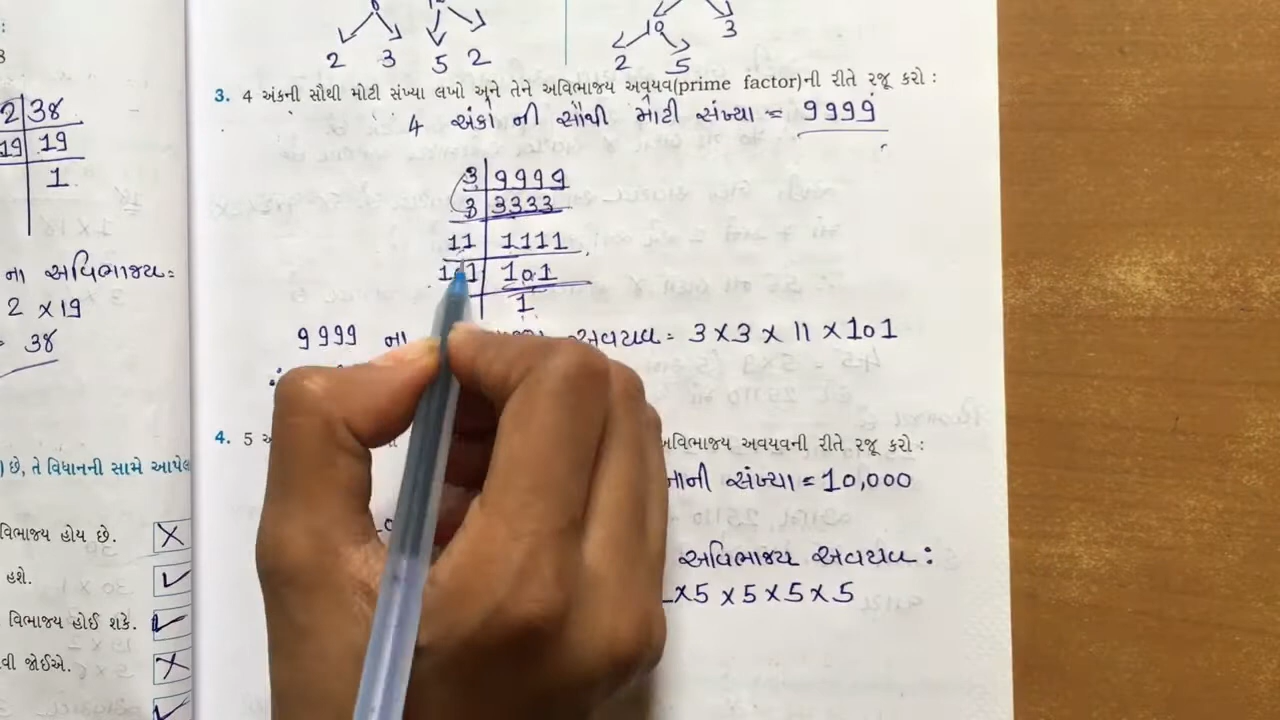 2 | 38
19 | 19
1
ના અવિભાજ્ય =
2 × 19
= 38
છે, તે વિધાનની સામે
વિભાજ્ય હોય છે. ✗
હશે. ✓
વિભાજ્ય હોઈ શકે. ✓
જોઈએ. ✗
2 3 5 2
10 3
2 5
3. 4 અંકની સૌથી મોટી સંખ્યા લખો અને તેને અવિભાજ્ય અવયવ(prime factor)ની રીતે રજૂ કરો :
4 અંકો ની સૌથી મોટી સંખ્યા = 9999
3 | 9999
3 | 3333
11 | 1111
101 | 101
1
9999 ના અવયવ = 3 × 3 × 11 × 101
4. 5 અવિભાજ્ય અવયવની રીતે રજૂ કરો :
નાની સંખ્યા = 10,000
અવિભાજ્ય અવયવ :
× 5 × 5 × 5 × 5